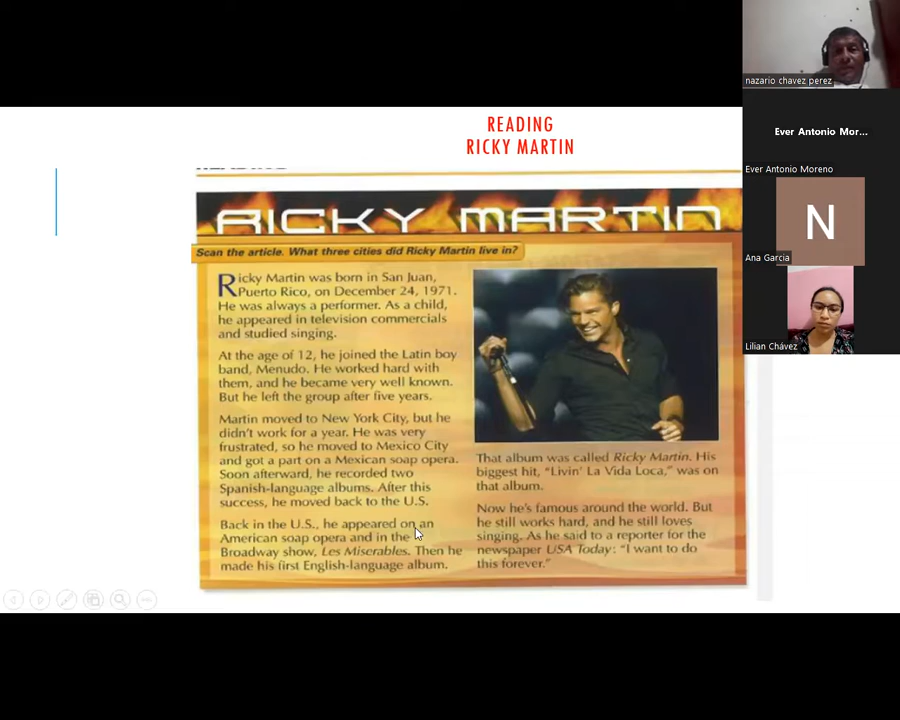 READING
RICKY MARTIN
RICKY MARTIN
Scan the article. What three cities did Ricky Martin live in?
Ricky Martin was born in San Juan,
Puerto Rico, on December 24, 1971.
He was always a performer. As a child,
he appeared in television commercials
and studied singing.
At the age of 12, he joined the Latin boy
band, Menudo. He worked hard with
them, and he became very well known.
But he left the group after five years.
Martin moved to New York City, but he
didn't work for a year. He was very
frustrated, so he moved to Mexico City
and got a part on a Mexican soap opera.
Soon afterward, he recorded two
Spanish-language albums. After this
success, he moved back to the U.S.
Back in the U.S., he appeared on an
American soap opera and in the
Broadway show, Les Miserables. Then he
made his first English-language album.
That album was called Ricky Martin. His
biggest hit, "Livin' La Vida Loca," was on
that album.
Now he's famous around the world. But
he still works hard, and he still loves
singing. As he said to a reporter for the
newspaper USA Today: "I want to do
this forever."
nazario chavez perez
Ever Antonio Mor...
Ever Antonio Moreno
N
Ana Garcia
Lilian Chávez